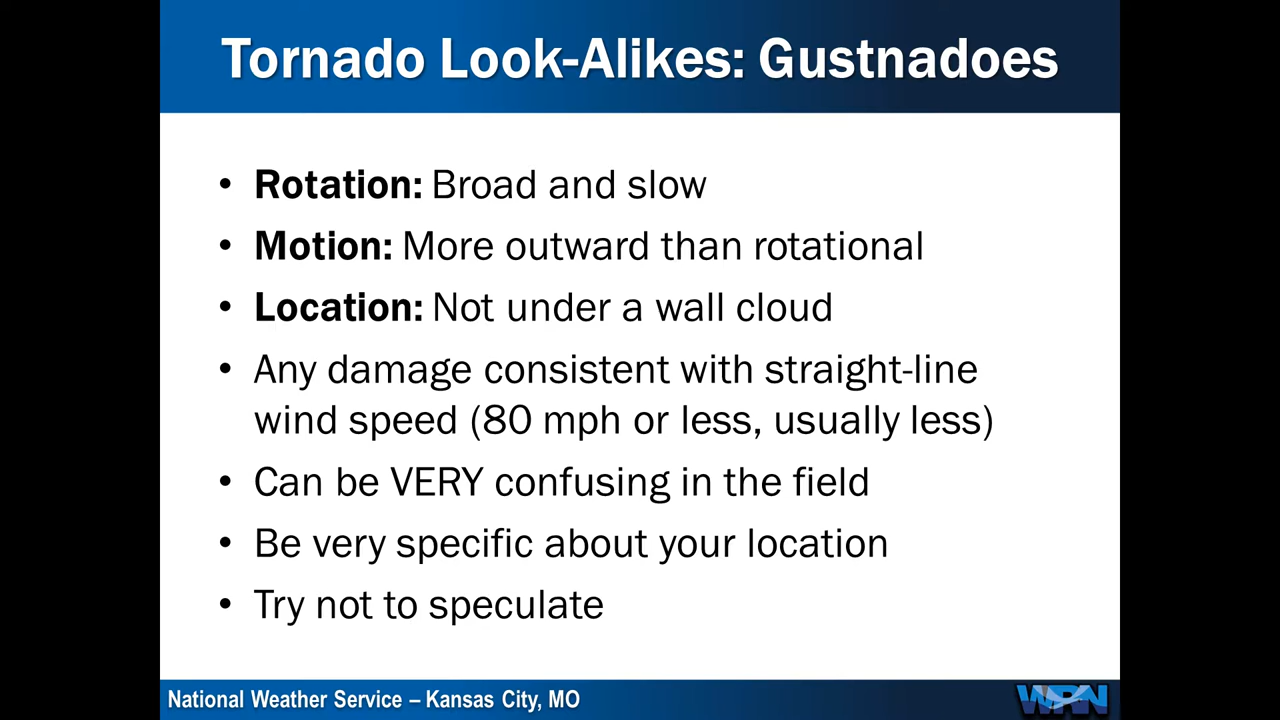 Tornado Look-Alikes: Gustnadoes
• Rotation: Broad and slow
• Motion: More outward than rotational
• Location: Not under a wall cloud
• Any damage consistent with straight-line
wind speed (80 mph or less, usually less)
• Can be VERY confusing in the field
• Be very specific about your location
• Try not to speculate
National Weather Service – Kansas City, MO
WRN